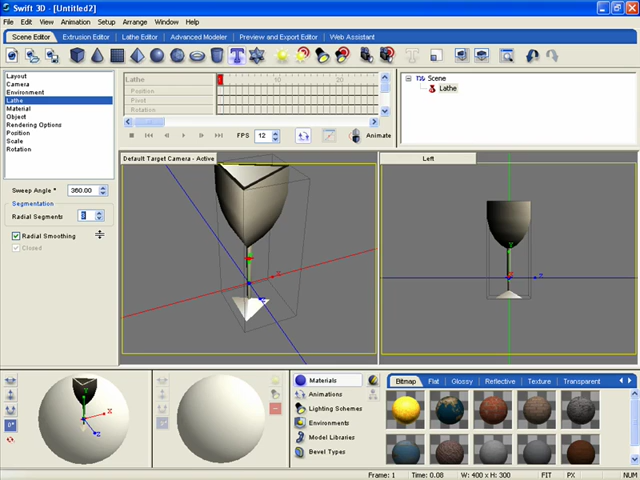 Swift 3D - [Untitled2]
File Edit View Animation Setup Arrange Window Help
Scene Editor Extrusion Editor Lathe Editor Advanced Modeler Preview and Export Editor Web Assistant
Layout
Camera
Environment
Lathe
Material
Object
Rendering Options
Position
Scale
Rotation
Sweep Angle ° 360.00
Segmentation
Radial Segments 3
Radial Smoothing
Closed
Lathe 1 10 20
Position
Pivot
Rotation
FPS 12 Animate
Scene
Lathe
Default Target Camera - Active
Left
X
Z
Y
Z
Y
X
Z
Materials
Animations
Lighting Schemes
Environments
Model Libraries
Bevel Types
Bitmap Flat Glossy Reflective Texture Transparent
Frame: 1 Time: 0.08 W: 400 x H: 300 FIT PX NUM